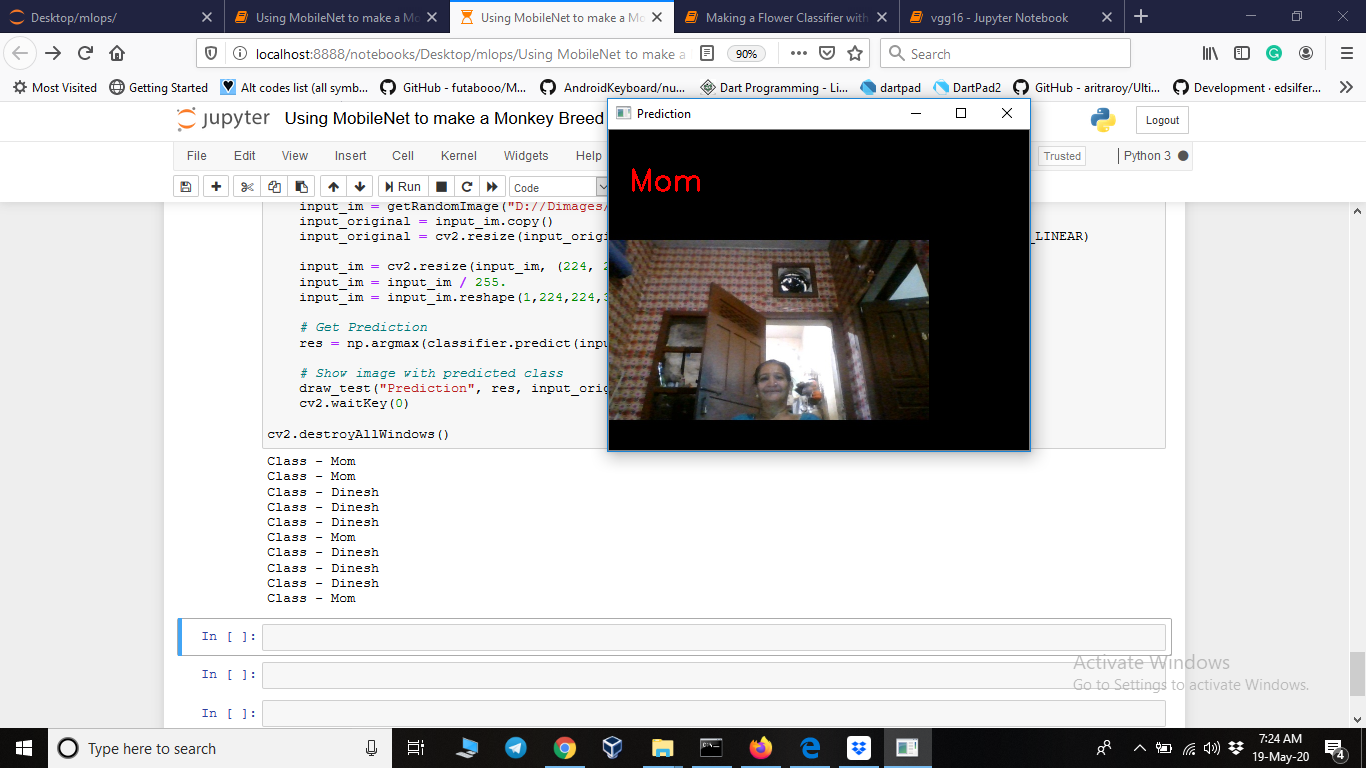 Desktop/mlops/
Using MobileNet to make a Mo
Using MobileNet to make a Mo
Making a Flower Classifier with
vgg16 - Jupyter Notebook
localhost:8888/notebooks/Desktop/mlops/Using MobileNet to make a
90%
Search
Most Visited
Getting Started
Alt codes list (all symb...
GitHub - futabooo/M...
AndroidKeyboard/nu...
Dart Programming - Li...
dartpad
DartPad2
GitHub - aritraroy/Ulti...
Development · edsilfer...
jupyter
Using MobileNet to make a Monkey Breed
Prediction
Logout
File
Edit
View
Insert
Cell
Kernel
Widgets
Help
Trusted
Python 3
Run
Code
Mom
input_im = getRandomImage("D://Dimages/
input_original = input_im.copy()
input_original = cv2.resize(input_origi
_LINEAR)
input_im = cv2.resize(input_im, (224, 2
input_im = input_im / 255.
input_im = input_im.reshape(1,224,224,3
# Get Prediction
res = np.argmax(classifier.predict(inpu
# Show image with predicted class
draw_test("Prediction", res, input_orig
cv2.waitKey(0)
cv2.destroyAllWindows()
Class - Mom
Class - Mom
Class - Dinesh
Class - Dinesh
Class - Dinesh
Class - Mom
Class - Dinesh
Class - Dinesh
Class - Dinesh
Class - Mom
In [ ]:
In [ ]:
In [ ]:
Activate Windows
Go to Settings to activate Windows.
Type here to search
7:24 AM
19-May-20
4